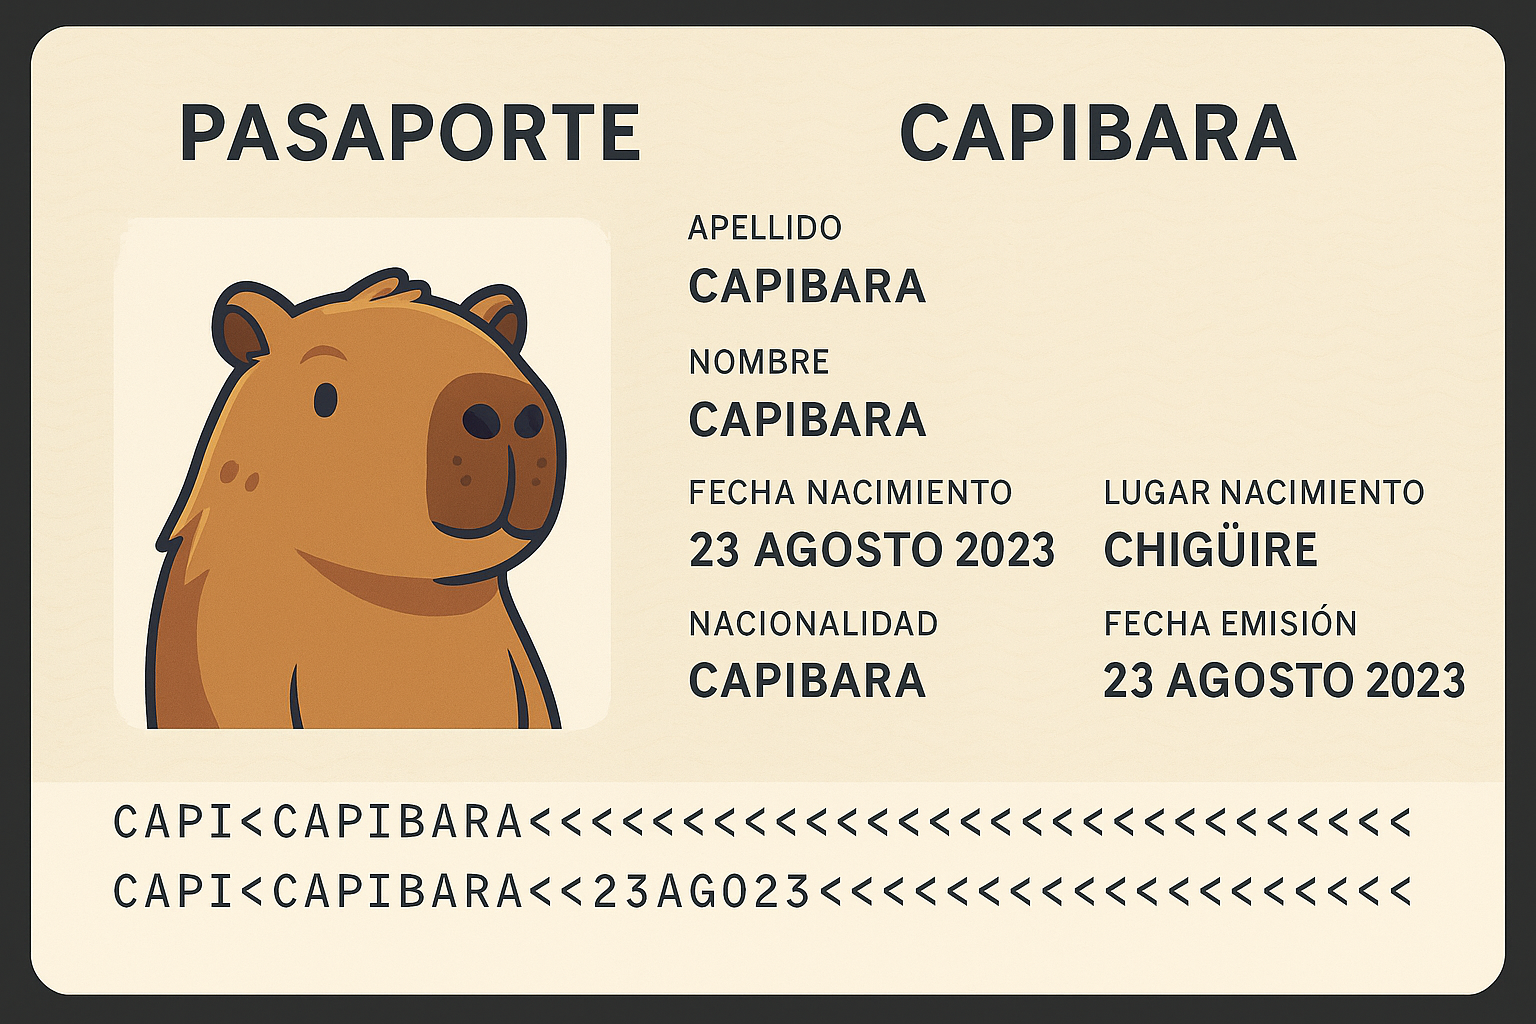 PASAPORTE CAPIBARA
APELLIDO
CAPIBARA
NOMBRE
CAPIBARA
FECHA NACIMIENTO LUGAR NACIMIENTO
23 AGOSTO 2023 CHIGÜIRE
NACIONALIDAD FECHA EMISIÓN
CAPIBARA 23 AGOSTO 2023
CAPI<CAPIBARA<<<<<<<<<<<<<<<<<<<<<<<<<<<<
CAPI<CAPIBARA<<23AGO23<<<<<<<<<<<<<<<<<<<